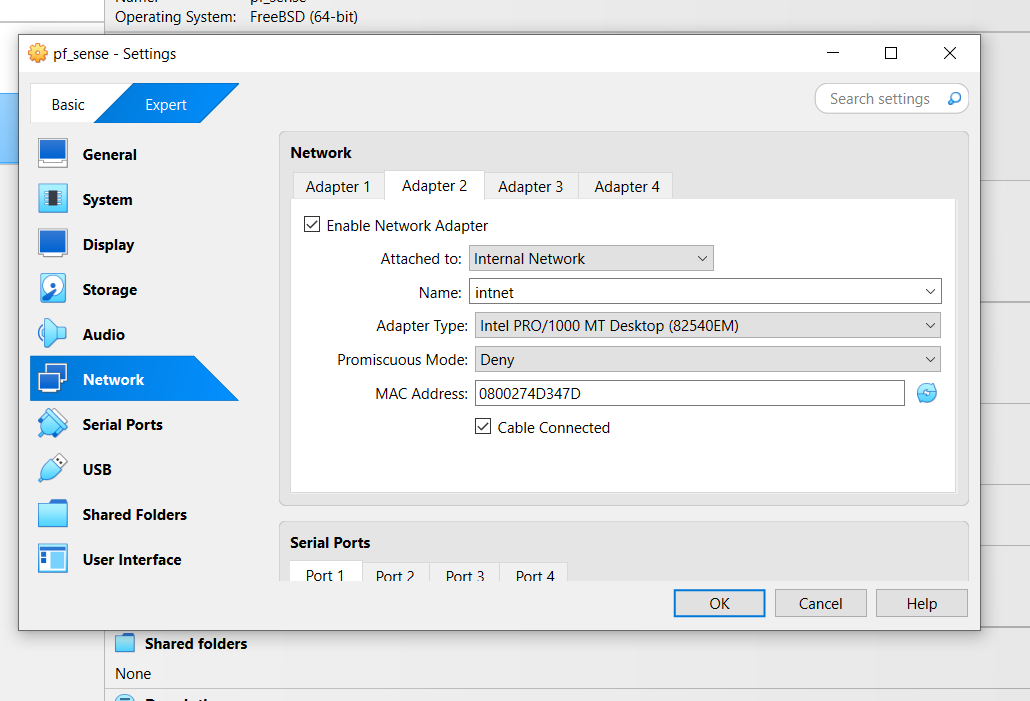 pf_sense
Operating System: FreeBSD (64-bit)
pf_sense - Settings
Basic
Expert
Search settings
General
System
Display
Storage
Audio
Network
Serial Ports
USB
Shared Folders
User Interface
Network
Adapter 1 Adapter 2 Adapter 3 Adapter 4
Enable Network Adapter
Attached to: Internal Network
Name: intnet
Adapter Type: Intel PRO/1000 MT Desktop (82540EM)
Promiscuous Mode: Deny
MAC Address: 0800274D347D
Cable Connected
Serial Ports
Port 1 Port 2 Port 3 Port 4
OK Cancel Help
Shared folders
None